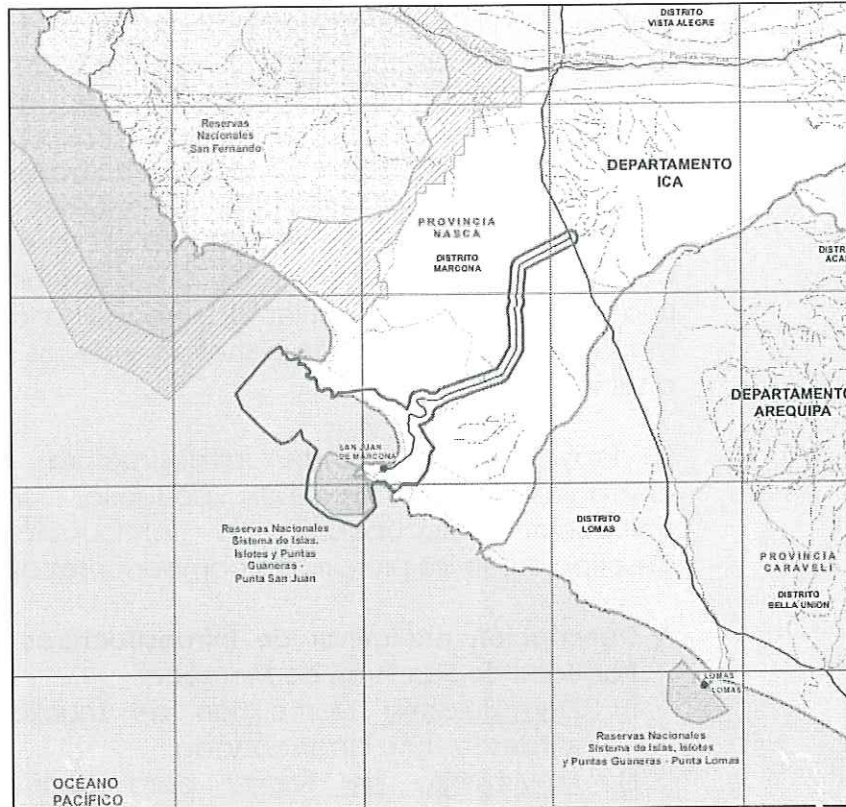 DISTRITO
VISTA ALEGRE
Reservas
Nacionales
San Fernando
DEPARTAMENTO
ICA
PROVINCIA
NASCA
DISTRITO
MARCONA
DEPARTAMENTO
AREQUIPA
SAN JUAN
DE MARCONA
Reservas Nacionales
Sistema de Islas,
Islotes y Puntas
Guaneras -
Punta San Juan
DISTRITO
LOMAS
PROVINCIA
CARAVELI
DISTRITO
BELLA UNIÓN
LOMAS
LOMAS
Reservas Nacionales
Sistema de Islas, Islotes
y Puntas Guaneras - Punta Lomas
OCÉANO
PACÍFICO